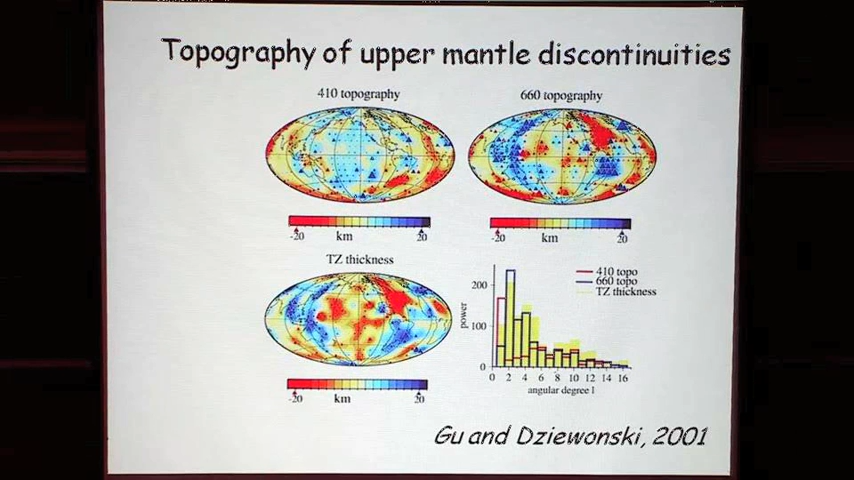 Topography of upper mantle discontinuities
410 topography
660 topography
-20 km 20
-20 km 20
TZ thickness
-20 km 20
410 topo
660 topo
TZ thickness
power
200
100
0
0 2 4 6 8 10 12 14 16
angular degree l
Gu and Dziewonski, 2001